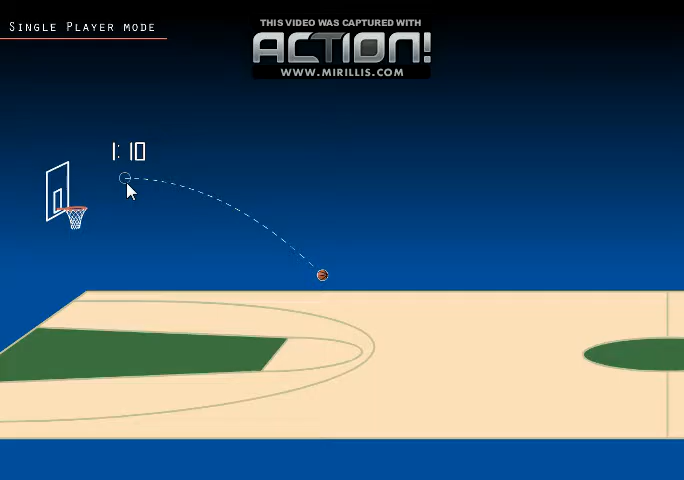 Single Player mode
THIS VIDEO WAS CAPTURED WITH
ACTION!
WWW.MIRILLIS.COM
1:10